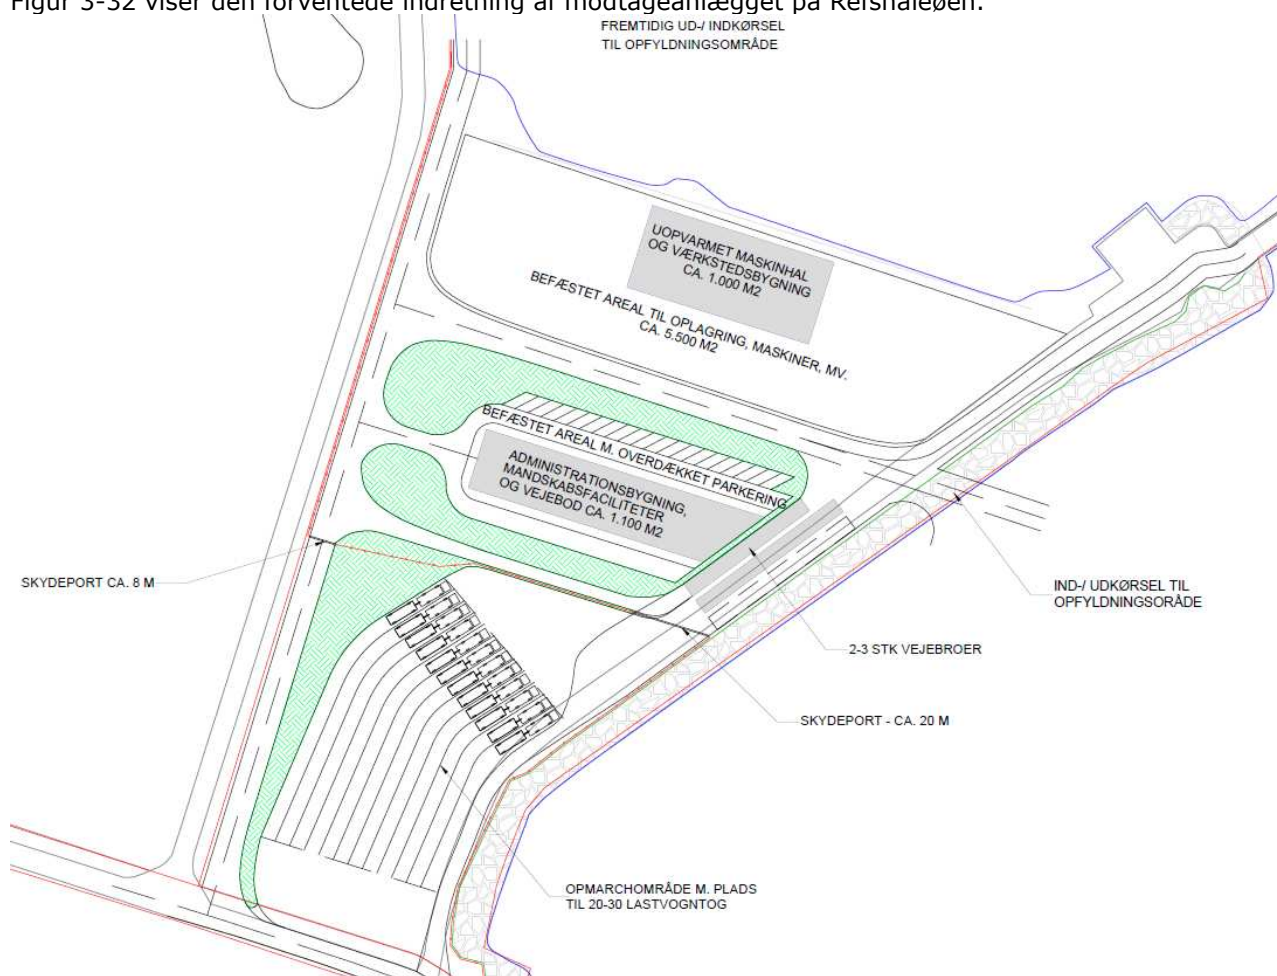 Figur 3-32 viser den forventede indretning af modtageanlægget på Refshaleøen.
FREMTIDIG UD-/ INDKØRSEL
TIL OPFYLDNINGSOMRÅDE
UOPVARMET MASKINHAL
OG VÆRKSTEDSBYGNING
CA. 1.000 M2
BEFÆSTET AREAL TIL OPLAGRING, MASKINER, MV.
CA. 5.500 M2
BEFÆSTET AREAL M. OVERDÆKKET PARKERING
ADMINISTRATIONSBYGNING,
MANDSKABSFACILITETER
OG VEJEBOD CA. 1.100 M2
SKYDEPORT CA. 8 M
IND-/ UDKØRSEL TIL
OPFYLDNINGSORÅDE
2-3 STK VEJEBROER
SKYDEPORT - CA. 20 M
OPMARCHOMRÅDE M. PLADS
TIL 20-30 LASTVOGNTOG